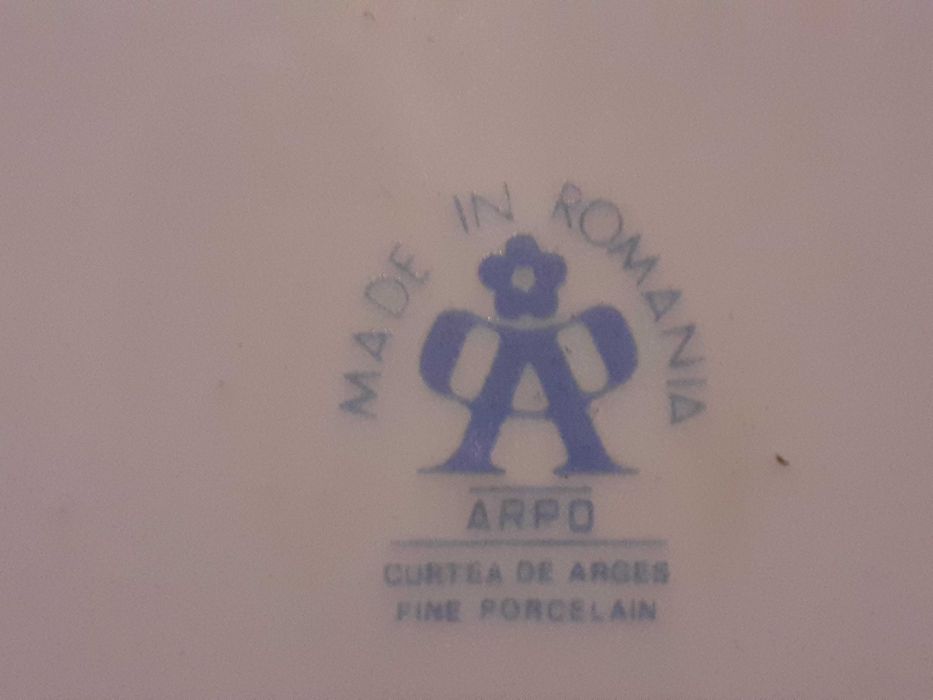 MADE IN ROMANIA
ARPO
CURTEA DE ARGES
FINE PORCELAIN